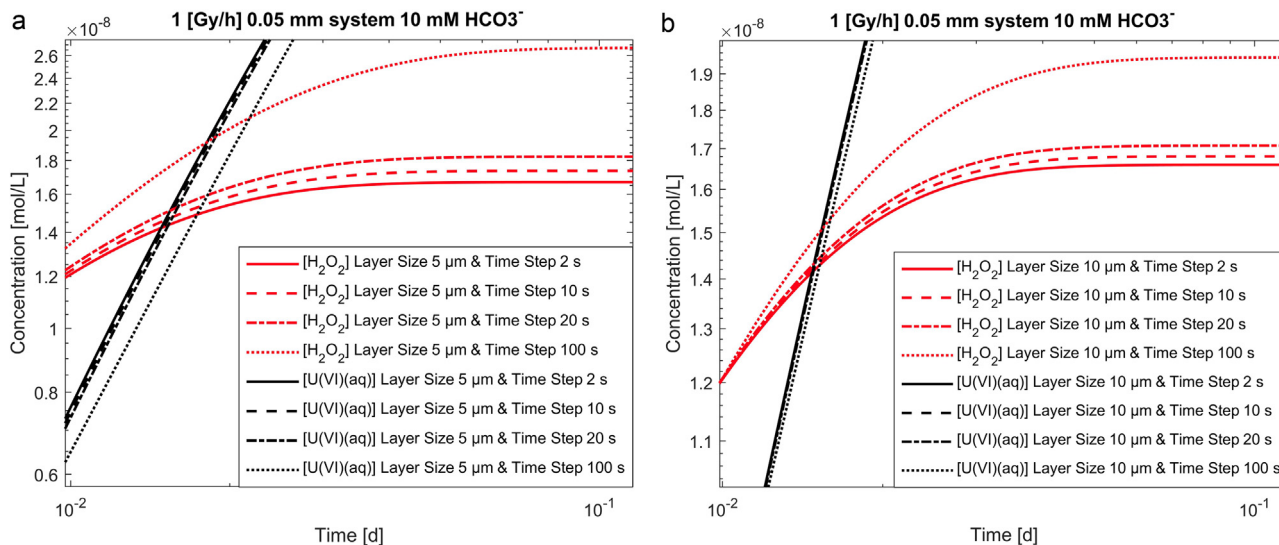 a
1 [Gy/h] 0.05 mm system 10 mM HCO3-
×10-8
2.6
2.4
2.2
2
1.8
1.6
1.4
1.2
1
0.8
0.6
Concentration [mol/L]
[H2O2] Layer Size 5 µm & Time Step 2 s
[H2O2] Layer Size 5 µm & Time Step 10 s
[H2O2] Layer Size 5 µm & Time Step 20 s
[H2O2] Layer Size 5 µm & Time Step 100 s
[U(VI)(aq)] Layer Size 5 µm & Time Step 2 s
[U(VI)(aq)] Layer Size 5 µm & Time Step 10 s
[U(VI)(aq)] Layer Size 5 µm & Time Step 20 s
[U(VI)(aq)] Layer Size 5 µm & Time Step 100 s
10-2
10-1
Time [d]
b
1 [Gy/h] 0.05 mm system 10 mM HCO3-
×10-8
1.9
1.8
1.7
1.6
1.5
1.4
1.3
1.2
1.1
Concentration [mol/L]
[H2O2] Layer Size 10 µm & Time Step 2 s
[H2O2] Layer Size 10 µm & Time Step 10 s
[H2O2] Layer Size 10 µm & Time Step 20 s
[H2O2] Layer Size 10 µm & Time Step 100 s
[U(VI)(aq)] Layer Size 10 µm & Time Step 2 s
[U(VI)(aq)] Layer Size 10 µm & Time Step 10 s
[U(VI)(aq)] Layer Size 10 µm & Time Step 20 s
[U(VI)(aq)] Layer Size 10 µm & Time Step 100 s
10-2
10-1
Time [d]